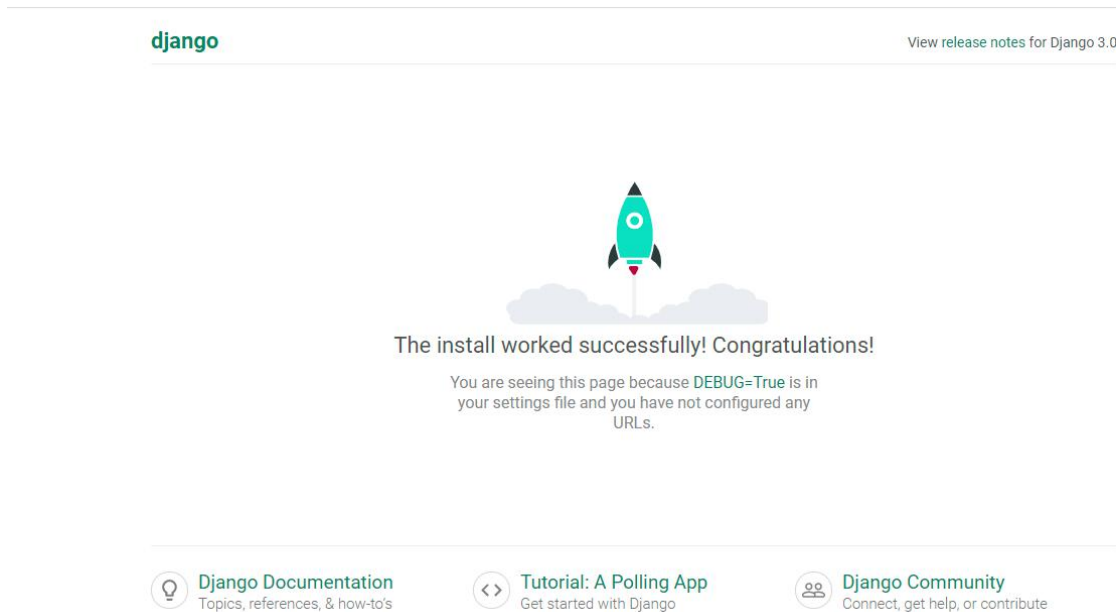 django
View release notes for Django 3.0
The install worked successfully! Congratulations!
You are seeing this page because DEBUG=True is in
your settings file and you have not configured any
URLs.
Django Documentation
Topics, references, & how-to's
Tutorial: A Polling App
Get started with Django
Django Community
Connect, get help, or contribute